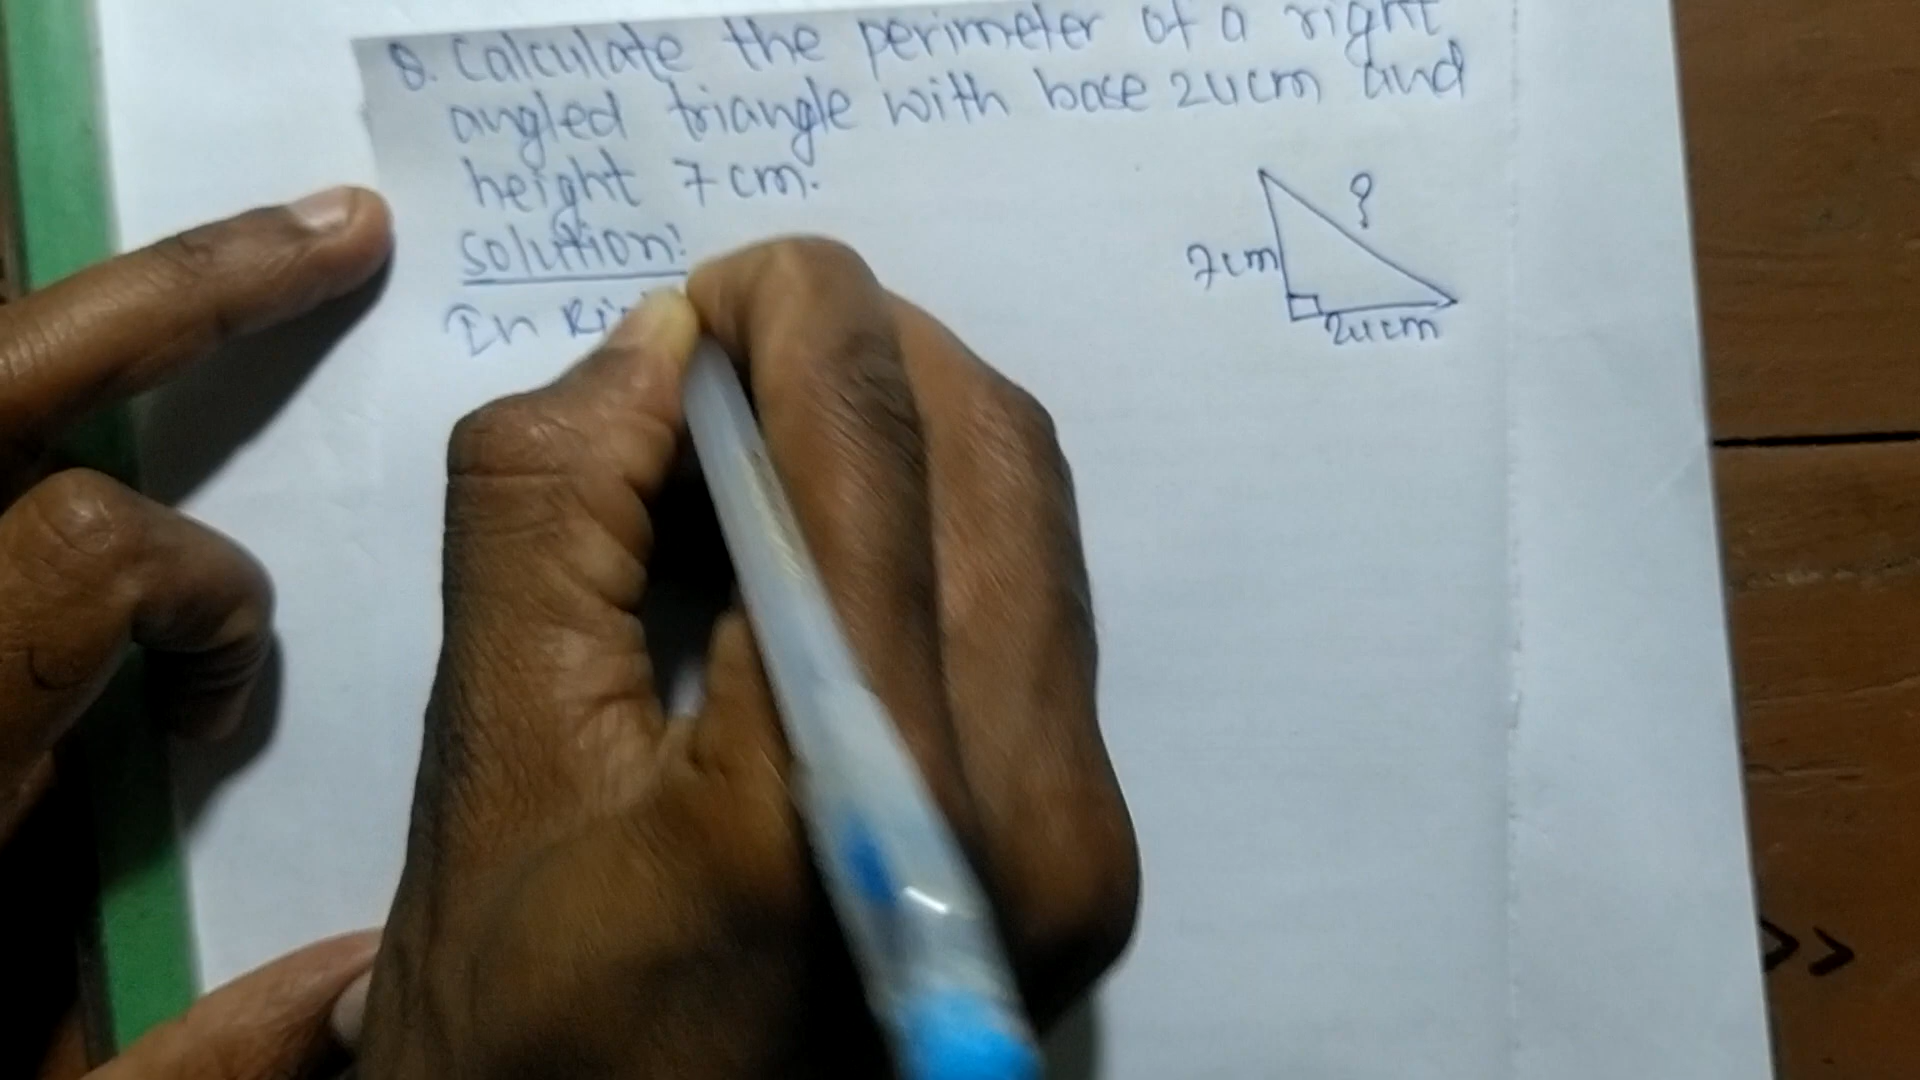 8. Calculate the perimeter of a right
angled triangle with base 24cm and
height 7cm.
Solution:
In
?
7cm
24cm
>>